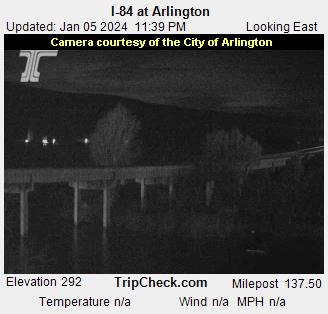 I-84 at Arlington
Updated: Jan 05 2024 11:39 PM Looking East
Camera courtesy of the City of Arlington
Elevation 292 TripCheck.com Milepost 137.50
Temperature n/a Wind n/a MPH n/a